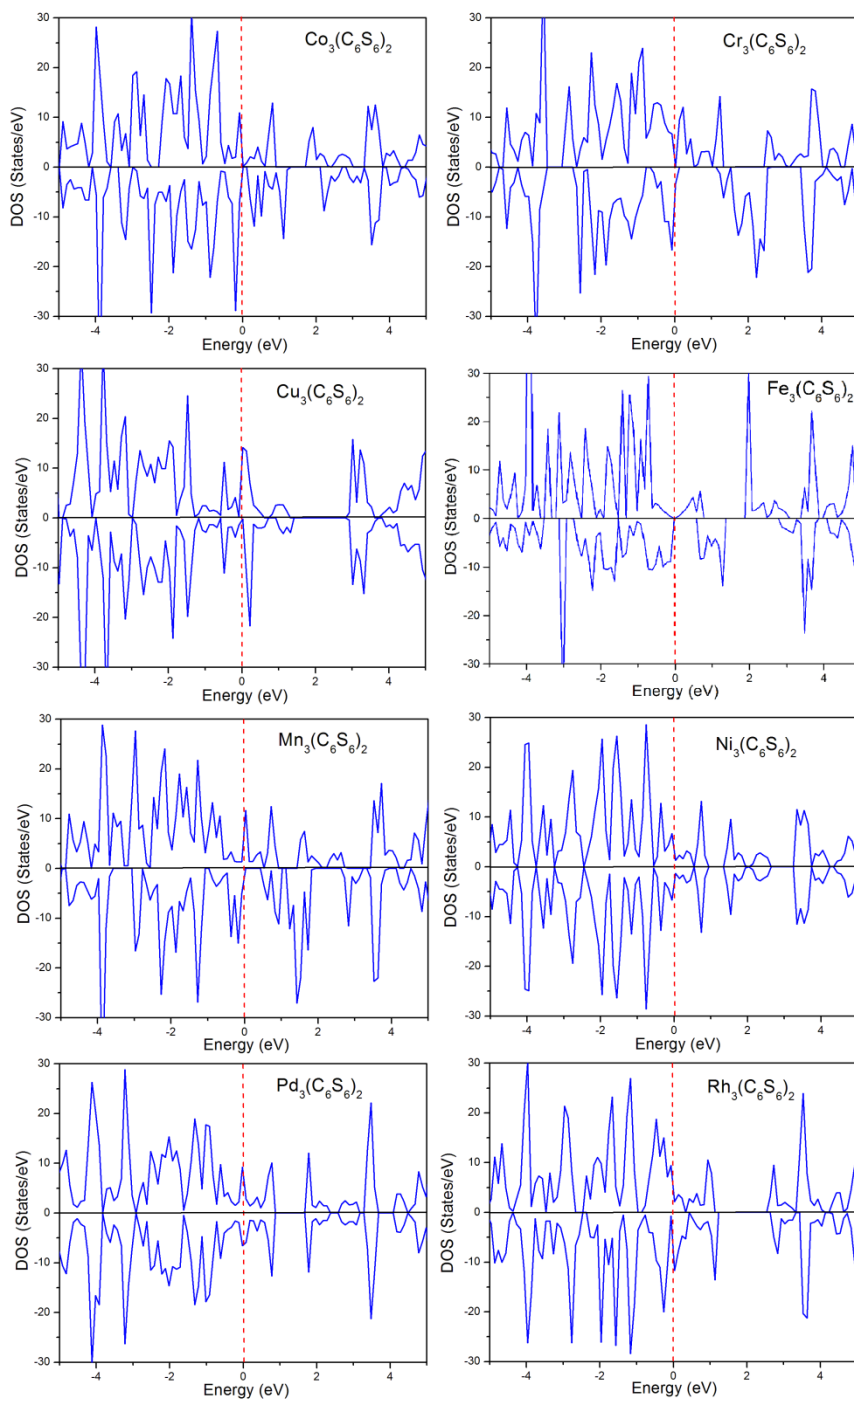 Co₃(C₆S₆)₂
DOS (States/eV)
30
20
10
0
-10
-20
-30
-4 -2 0 2 4
Energy (eV)
Cr₃(C₆S₆)₂
DOS (States/eV)
30
20
10
0
-10
-20
-30
-4 -2 0 2 4
Energy (eV)
Cu₃(C₆S₆)₂
DOS (States/eV)
30
20
10
0
-10
-20
-30
-4 -2 0 2 4
Energy (eV)
Fe₃(C₆S₆)₂
DOS (States/eV)
30
20
10
0
-10
-20
-30
-4 -2 0 2 4
Energy (eV)
Mn₃(C₆S₆)₂
DOS (States/eV)
30
20
10
0
-10
-20
-30
-4 -2 0 2 4
Energy (eV)
Ni₃(C₆S₆)₂
DOS (States/eV)
30
20
10
0
-10
-20
-30
-4 -2 0 2 4
Energy (eV)
Pd₃(C₆S₆)₂
DOS (States/eV)
30
20
10
0
-10
-20
-30
-4 -2 0 2 4
Energy (eV)
Rh₃(C₆S₆)₂
DOS (States/eV)
30
20
10
0
-10
-20
-30
-4 -2 0 2 4
Energy (eV)